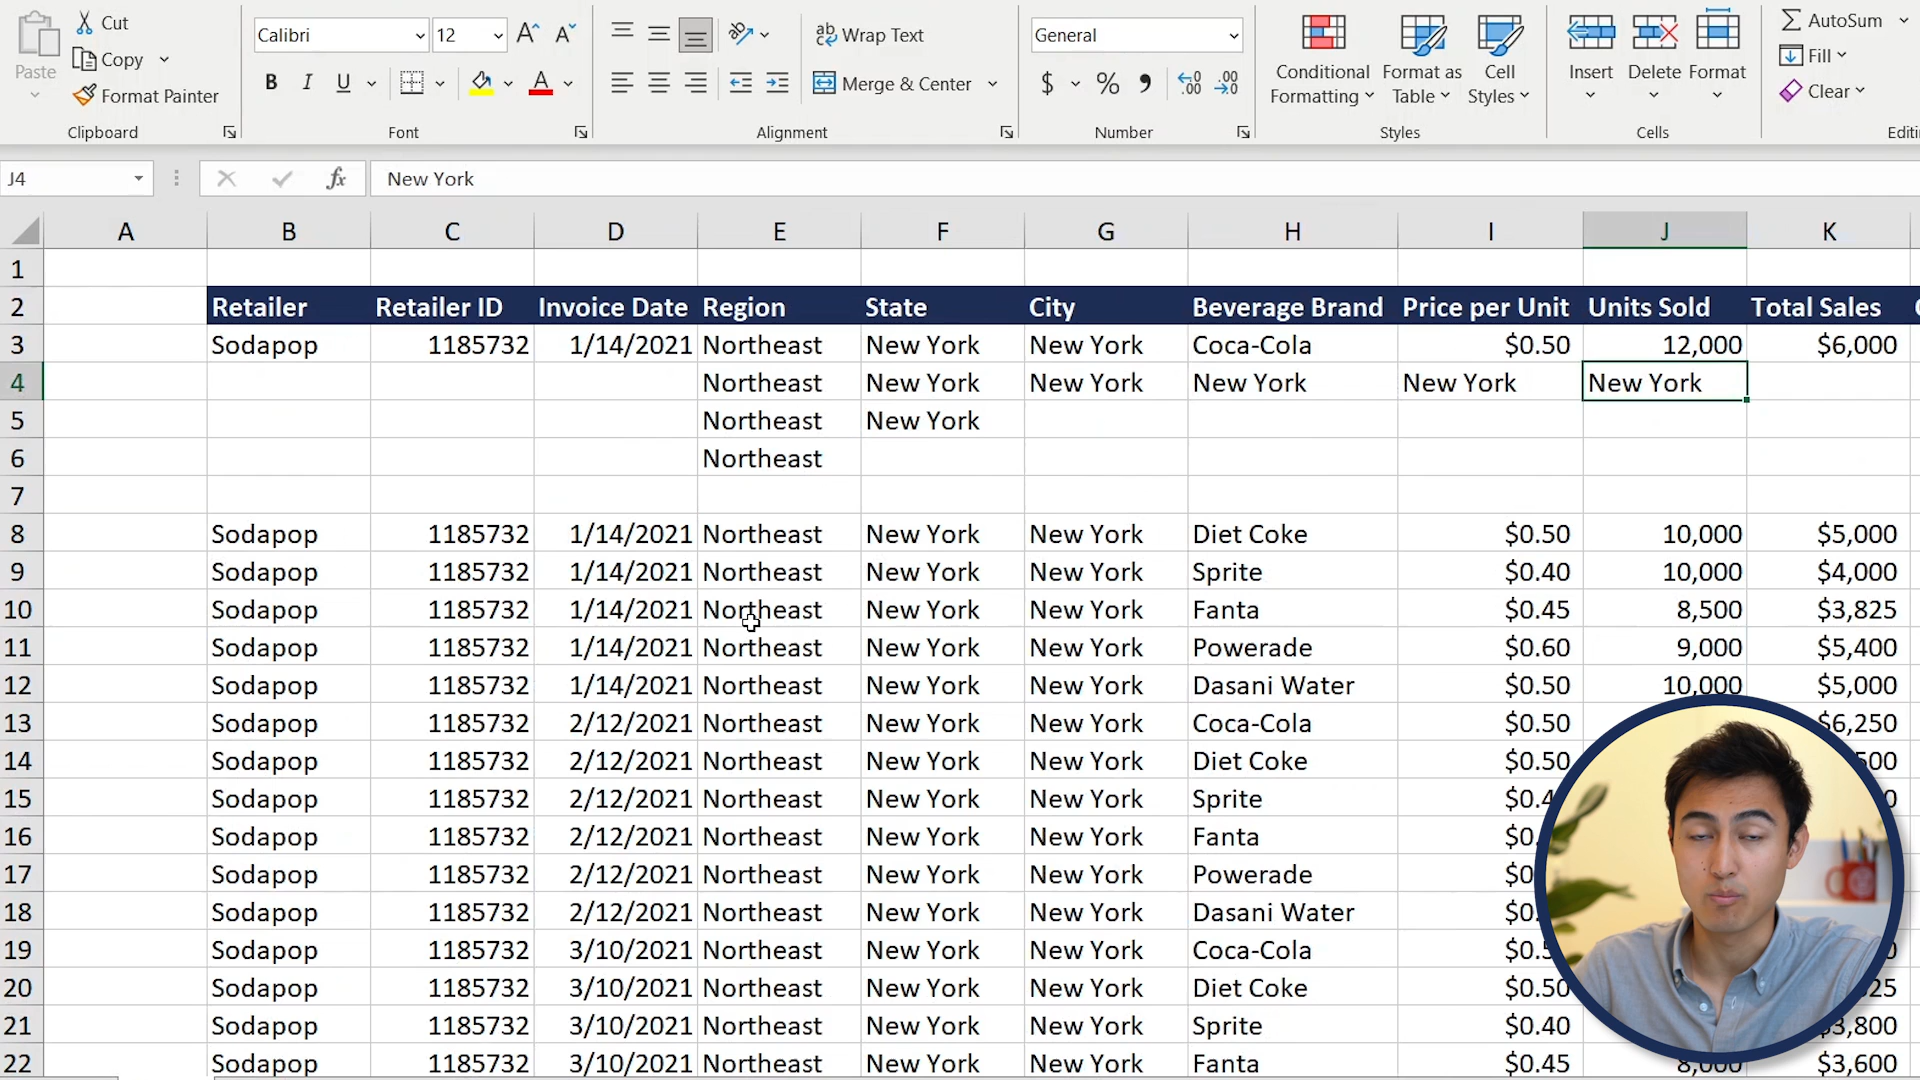 Paste
Cut
Copy
Format Painter
Clipboard
Calibri
12
B I U
A
Font
ab Wrap Text
Merge & Center
Alignment
General
$ % ,
Number
Conditional Formatting
Format as Table
Cell Styles
Styles
Insert
Delete
Format
Cells
AutoSum
Fill
Clear
J4
fx
New York
A B C D E F G H I J K
1
2 Retailer Retailer ID Invoice Date Region State City Beverage Brand Price per Unit Units Sold Total Sales
3 Sodapop 1185732 1/14/2021 Northeast New York New York Coca-Cola $0.50 12,000 $6,000
4 Northeast New York New York New York New York New York
5 Northeast New York
6 Northeast
7
8 Sodapop 1185732 1/14/2021 Northeast New York New York Diet Coke $0.50 10,000 $5,000
9 Sodapop 1185732 1/14/2021 Northeast New York New York Sprite $0.40 10,000 $4,000
10 Sodapop 1185732 1/14/2021 Northeast New York New York Fanta $0.45 8,500 $3,825
11 Sodapop 1185732 1/14/2021 Northeast New York New York Powerade $0.60 9,000 $5,400
12 Sodapop 1185732 1/14/2021 Northeast New York New York Dasani Water $0.50 10,000 $5,000
13 Sodapop 1185732 2/12/2021 Northeast New York New York Coca-Cola $0.50 $6,250
14 Sodapop 1185732 2/12/2021 Northeast New York New York Diet Coke $0.50
15 Sodapop 1185732 2/12/2021 Northeast New York New York Sprite
16 Sodapop 1185732 2/12/2021 Northeast New York New York Fanta
17 Sodapop 1185732 2/12/2021 Northeast New York New York Powerade
18 Sodapop 1185732 2/12/2021 Northeast New York New York Dasani Water
19 Sodapop 1185732 3/10/2021 Northeast New York New York Coca-Cola
20 Sodapop 1185732 3/10/2021 Northeast New York New York Diet Coke $0.50
21 Sodapop 1185732 3/10/2021 Northeast New York New York Sprite $0.40 $3,800
22 Sodapop 1185732 3/10/2021 Northeast New York New York Fanta $0.45 8,000 $3,600